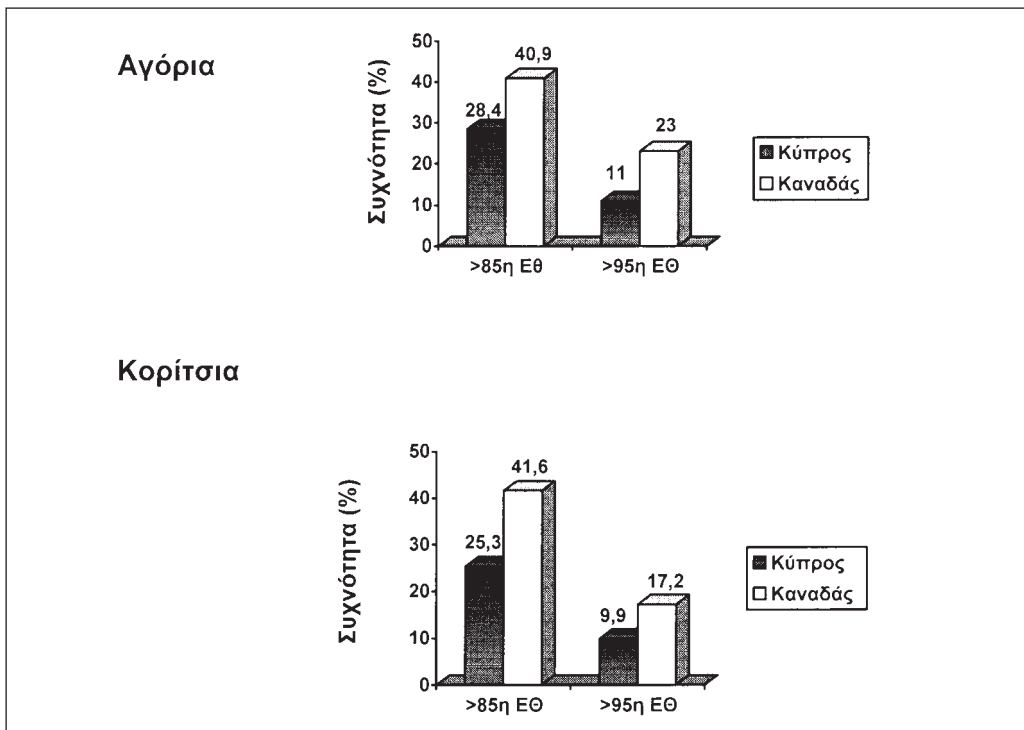 Αγόρια
Συχνότητα (%)
50
40
30
20
10
0
28,4
40,9
11
23
>85η Εθ
>95η ΕΘ
Κύπρος
Καναδάς
Κορίτσια
Συχνότητα (%)
50
40
30
20
10
0
25,3
41,6
9,9
17,2
>85η ΕΘ
>95η ΕΘ
Κύπρος
Καναδάς